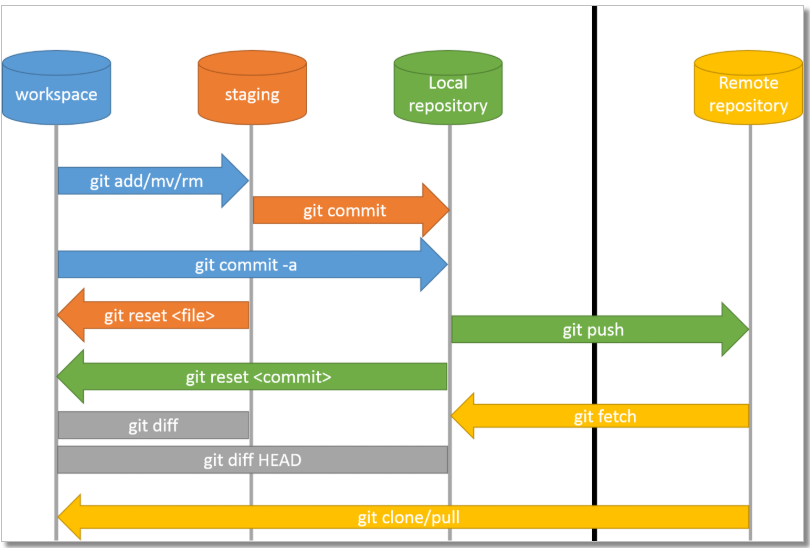 workspace
staging
Local
repository
Remote
repository
git add/mv/rm
git commit
git commit -a
git reset <file>
git push
git reset <commit>
git fetch
git diff
git diff HEAD
git clone/pull